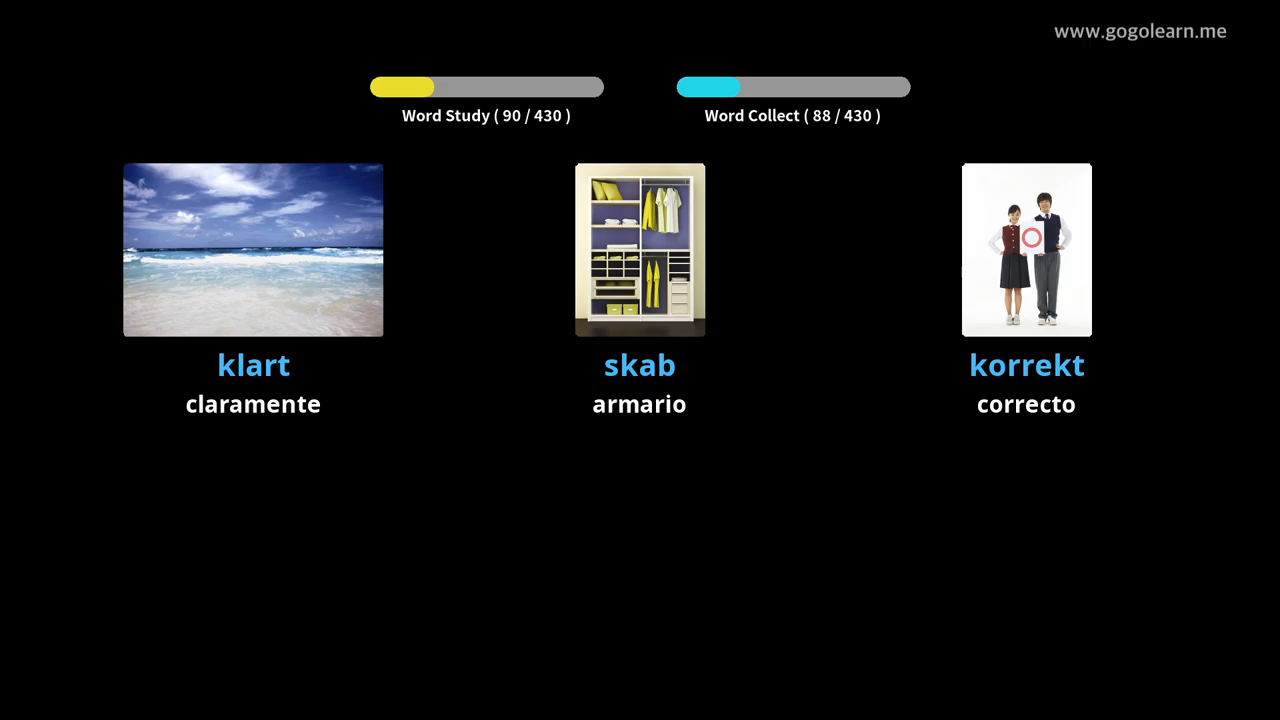 www.gogolearn.me
Word Study ( 90 / 430 )
Word Collect ( 88 / 430 )
klart
claramente
skab
armario
korrekt
correcto